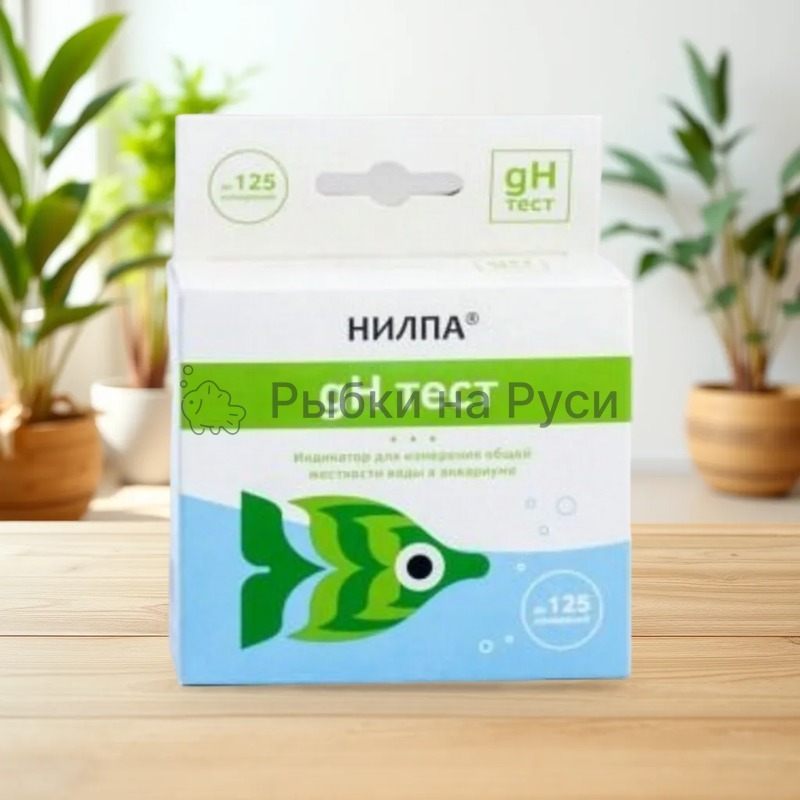 до 125
измерений
gH
тест
НИЛПА®
gH тест
Рыбки на Руси
Индикатор для измерения общей
жесткости воды в аквариуме
до 125
измерений